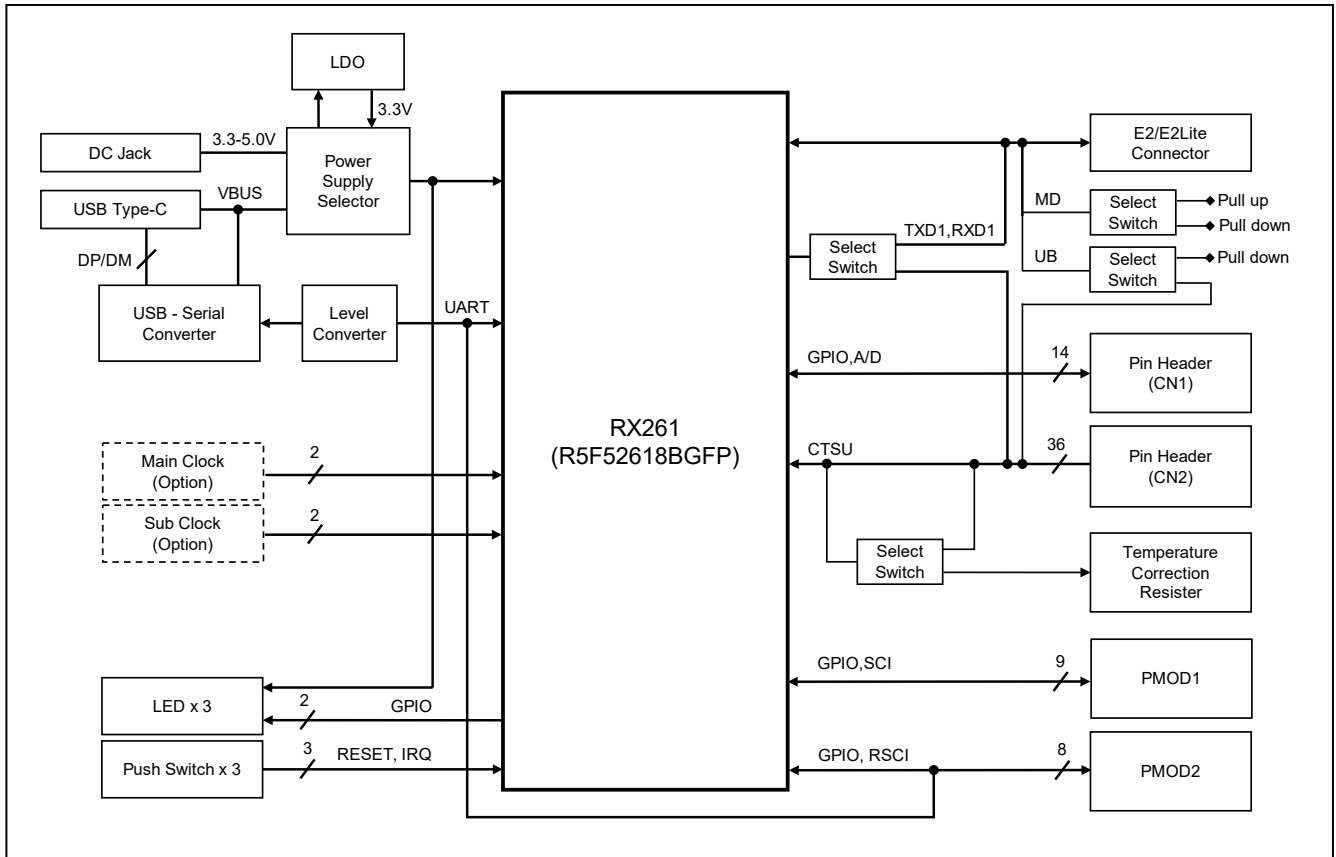 LDO
3.3V
DC Jack
3.3-5.0V
Power
Supply
Selector
USB Type-C
VBUS
DP/DM
USB - Serial
Converter
Level
Converter
UART
Main Clock
(Option)
2
Sub Clock
(Option)
2
LED x 3
2
GPIO
Push Switch x 3
3
RESET, IRQ
RX261
(R5F52618BGFP)
E2/E2Lite
Connector
MD
Select
Switch
Pull up
Pull down
TXD1,RXD1
Select
Switch
UB
Select
Switch
Pull down
GPIO,A/D
14
Pin Header
(CN1)
CTSU
36
Pin Header
(CN2)
Select
Switch
Temperature
Correction
Resister
GPIO,SCI
9
PMOD1
GPIO, RSCI
8
PMOD2